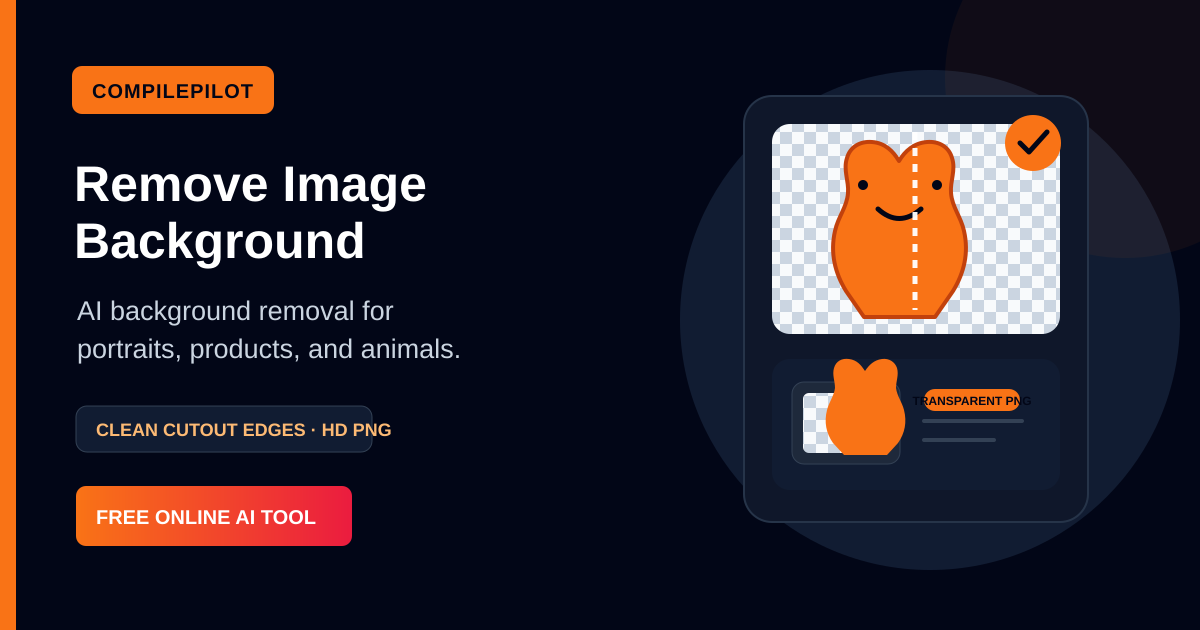 COMPILEPILOT
Remove Image
Background
AI background removal for
portraits, products, and animals.
CLEAN CUTOUT EDGES · HD PNG
FREE ONLINE AI TOOL
TRANSPARENT PNG